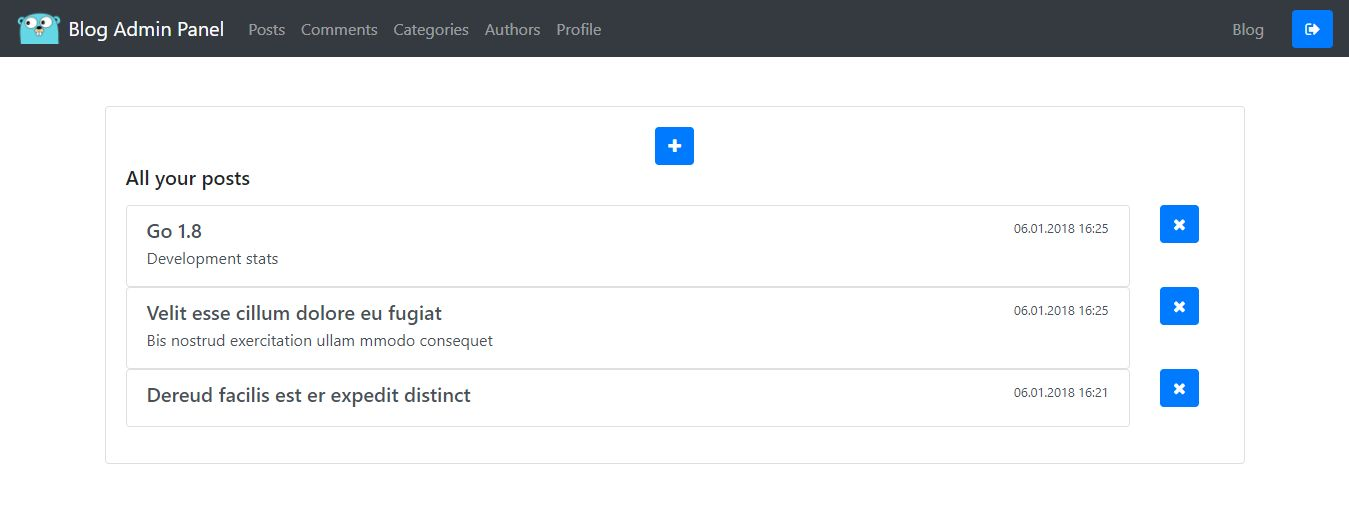 Blog Admin Panel Posts Comments Categories Authors Profile Blog
All your posts
Go 1.8 06.01.2018 16:25
Development stats
Velit esse cillum dolore eu fugiat 06.01.2018 16:25
Bis nostrud exercitation ullam mmodo consequet
Dereud facilis est er expedit distinct 06.01.2018 16:21